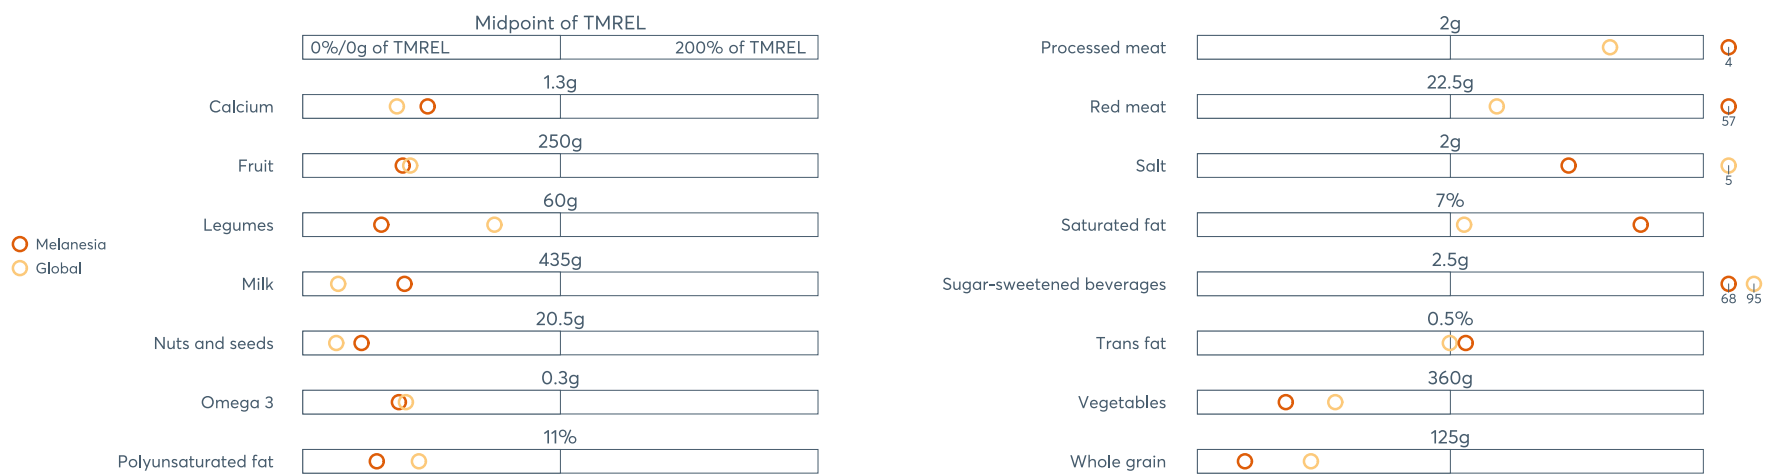 Midpoint of TMREL
0%/0g of TMREL 200% of TMREL
1.3g
Calcium
250g
Fruit
60g
Legumes
Melanesia
Global
435g
Milk
20.5g
Nuts and seeds
0.3g
Omega 3
11%
Polyunsaturated fat
2g
Processed meat
4
22.5g
Red meat
57
2g
Salt
5
7%
Saturated fat
2.5g
Sugar-sweetened beverages
68 95
0.5%
Trans fat
360g
Vegetables
125g
Whole grain